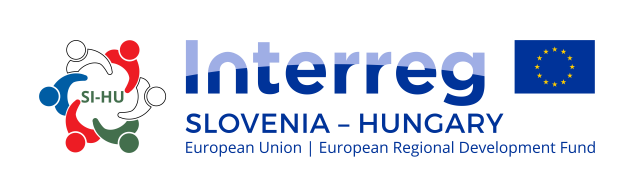 SI-HU
Interreg
SLOVENIA – HUNGARY
European Union | European Regional Development Fund